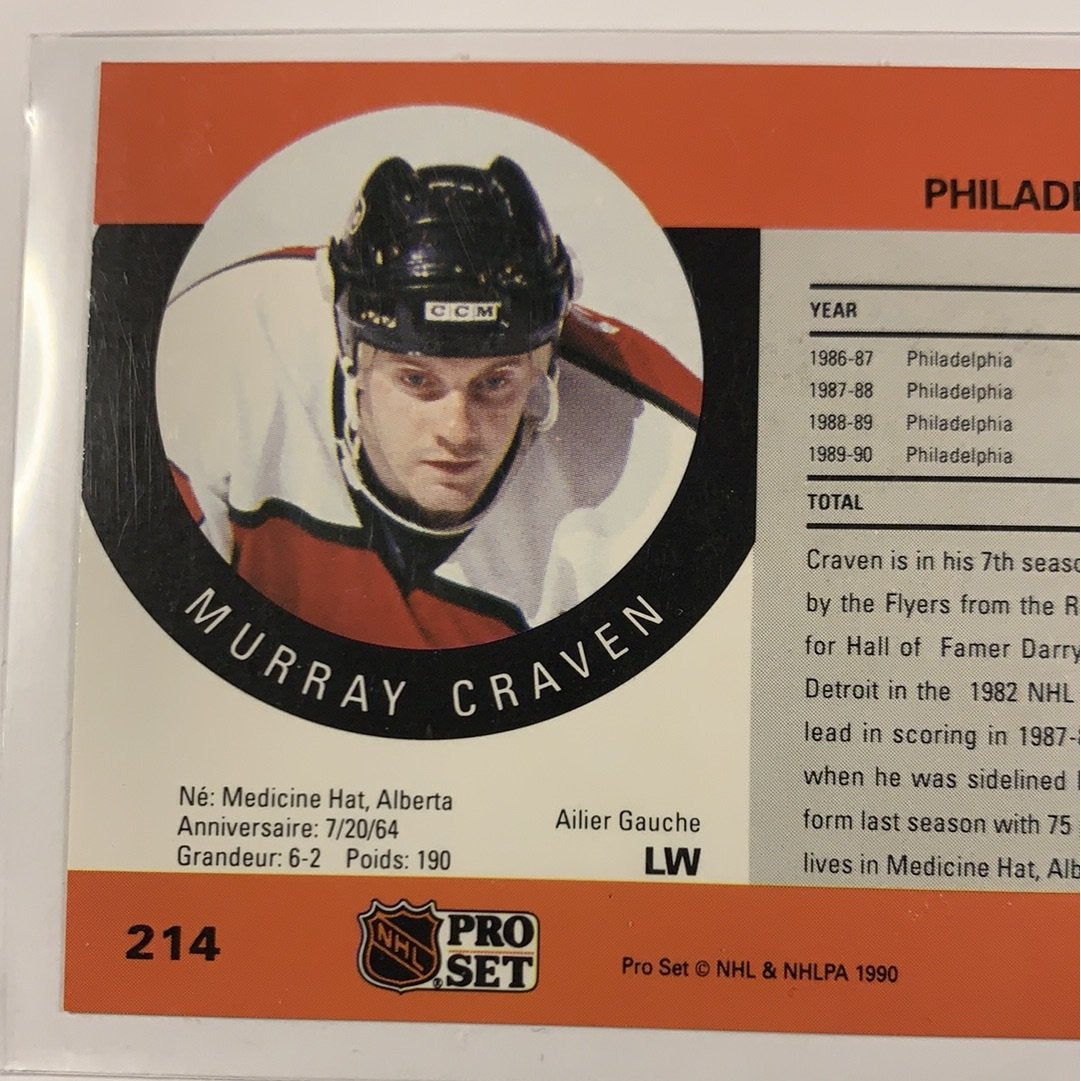 PHILADE
CCM
MURRAY CRAVEN
YEAR
1986-87 Philadelphia
1987-88 Philadelphia
1988-89 Philadelphia
1989-90 Philadelphia
TOTAL
Craven is in his 7th seaso
by the Flyers from the R
for Hall of Famer Darry
Detroit in the 1982 NHL
lead in scoring in 1987-8
when he was sidelined
form last season with 75
lives in Medicine Hat, Alb
Né: Medicine Hat, Alberta
Anniversaire: 7/20/64
Grandeur: 6-2 Poids: 190
Ailier Gauche
LW
214
NHL
PRO
SET
Pro Set © NHL & NHLPA 1990